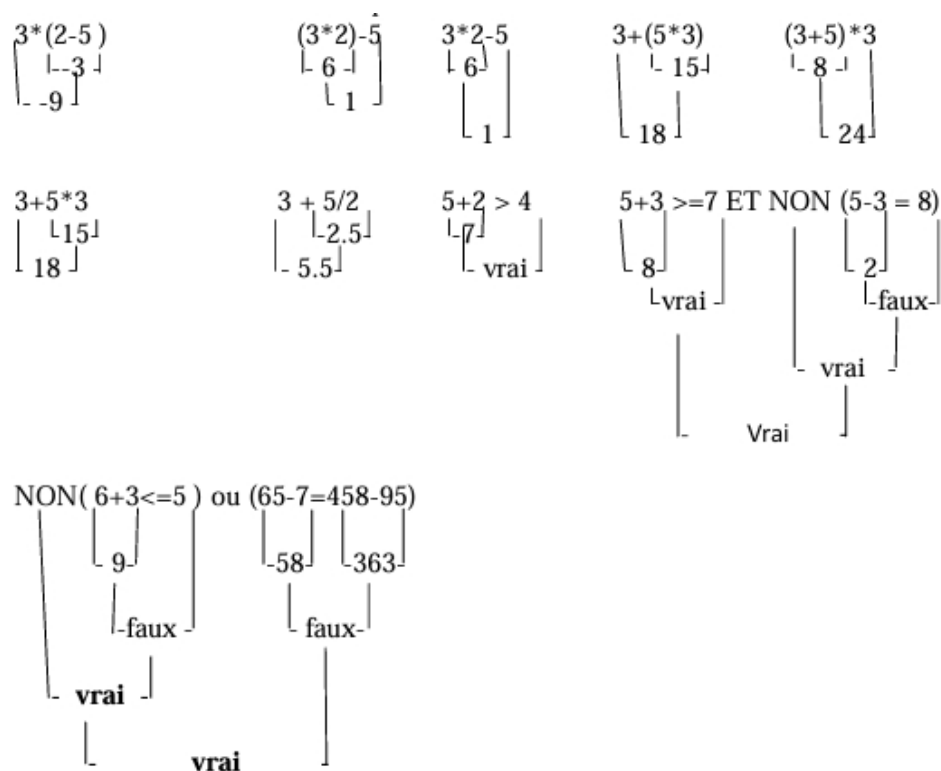 3*(2-5 ) (3*2)-5 3*2-5 3+(5*3) (3+5)*3
-3 6 6 15 8
-9 1
1 18 24
3+5*3 3 + 5/2 5+2 > 4 5+3 >=7 ET NON (5-3 = 8)
15 2.5 7
18 5.5 vrai 8 2
vrai faux
vrai
Vrai
NON( 6+3<=5 ) ou (65-7=458-95)
9 58 363
faux faux
vrai
vrai